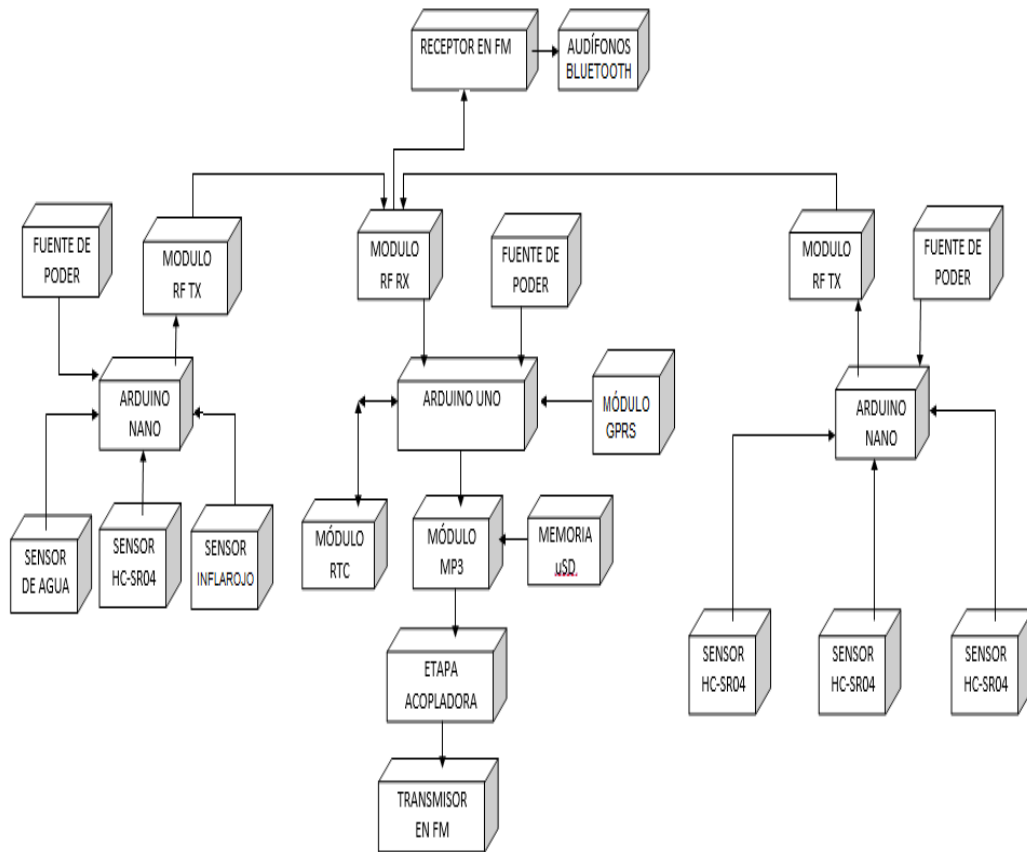 RECEPTOR EN FM
AUDÍFONOS
BLUETOOTH
FUENTE DE
PODER
MODULO
RF TX
MODULO
RF RX
FUENTE DE
PODER
MODULO
RF TX
FUENTE DE
PODER
ARDUINO
NANO
ARDUINO UNO
MÓDULO
GPRS
ARDUINO
NANO
SENSOR
DE AGUA
SENSOR
HC-SR04
SENSOR
INFLAROJO
MÓDULO
RTC
MÓDULO
MP3
MEMORIA
uSD
SENSOR
HC-SR04
SENSOR
HC-SR04
SENSOR
HC-SR04
ETAPA
ACOPLADORA
TRANSMISOR
EN FM